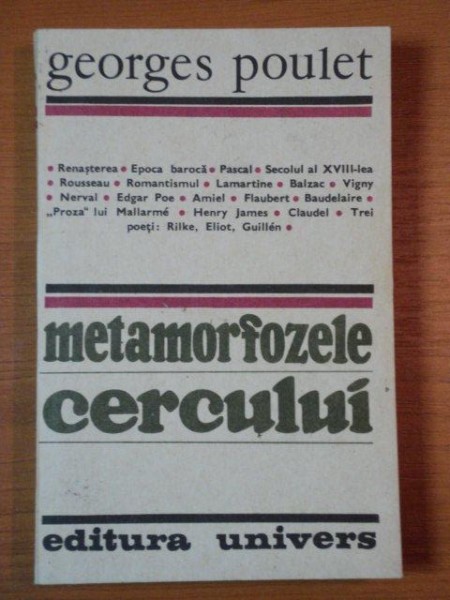 georges poulet
• Renașterea • Epoca barocă • Pascal • Secolul al XVIII-lea
• Rousseau • Romantismul • Lamartine • Balzac • Vigny
• Nerval • Edgar Poe • Amiel • Flaubert • Baudelaire •
„Proza“ lui Mallarmé • Henry James • Claudel • Trei
poeți: Rilke, Eliot, Guillén •
metamorfozele
cercului
editura univers